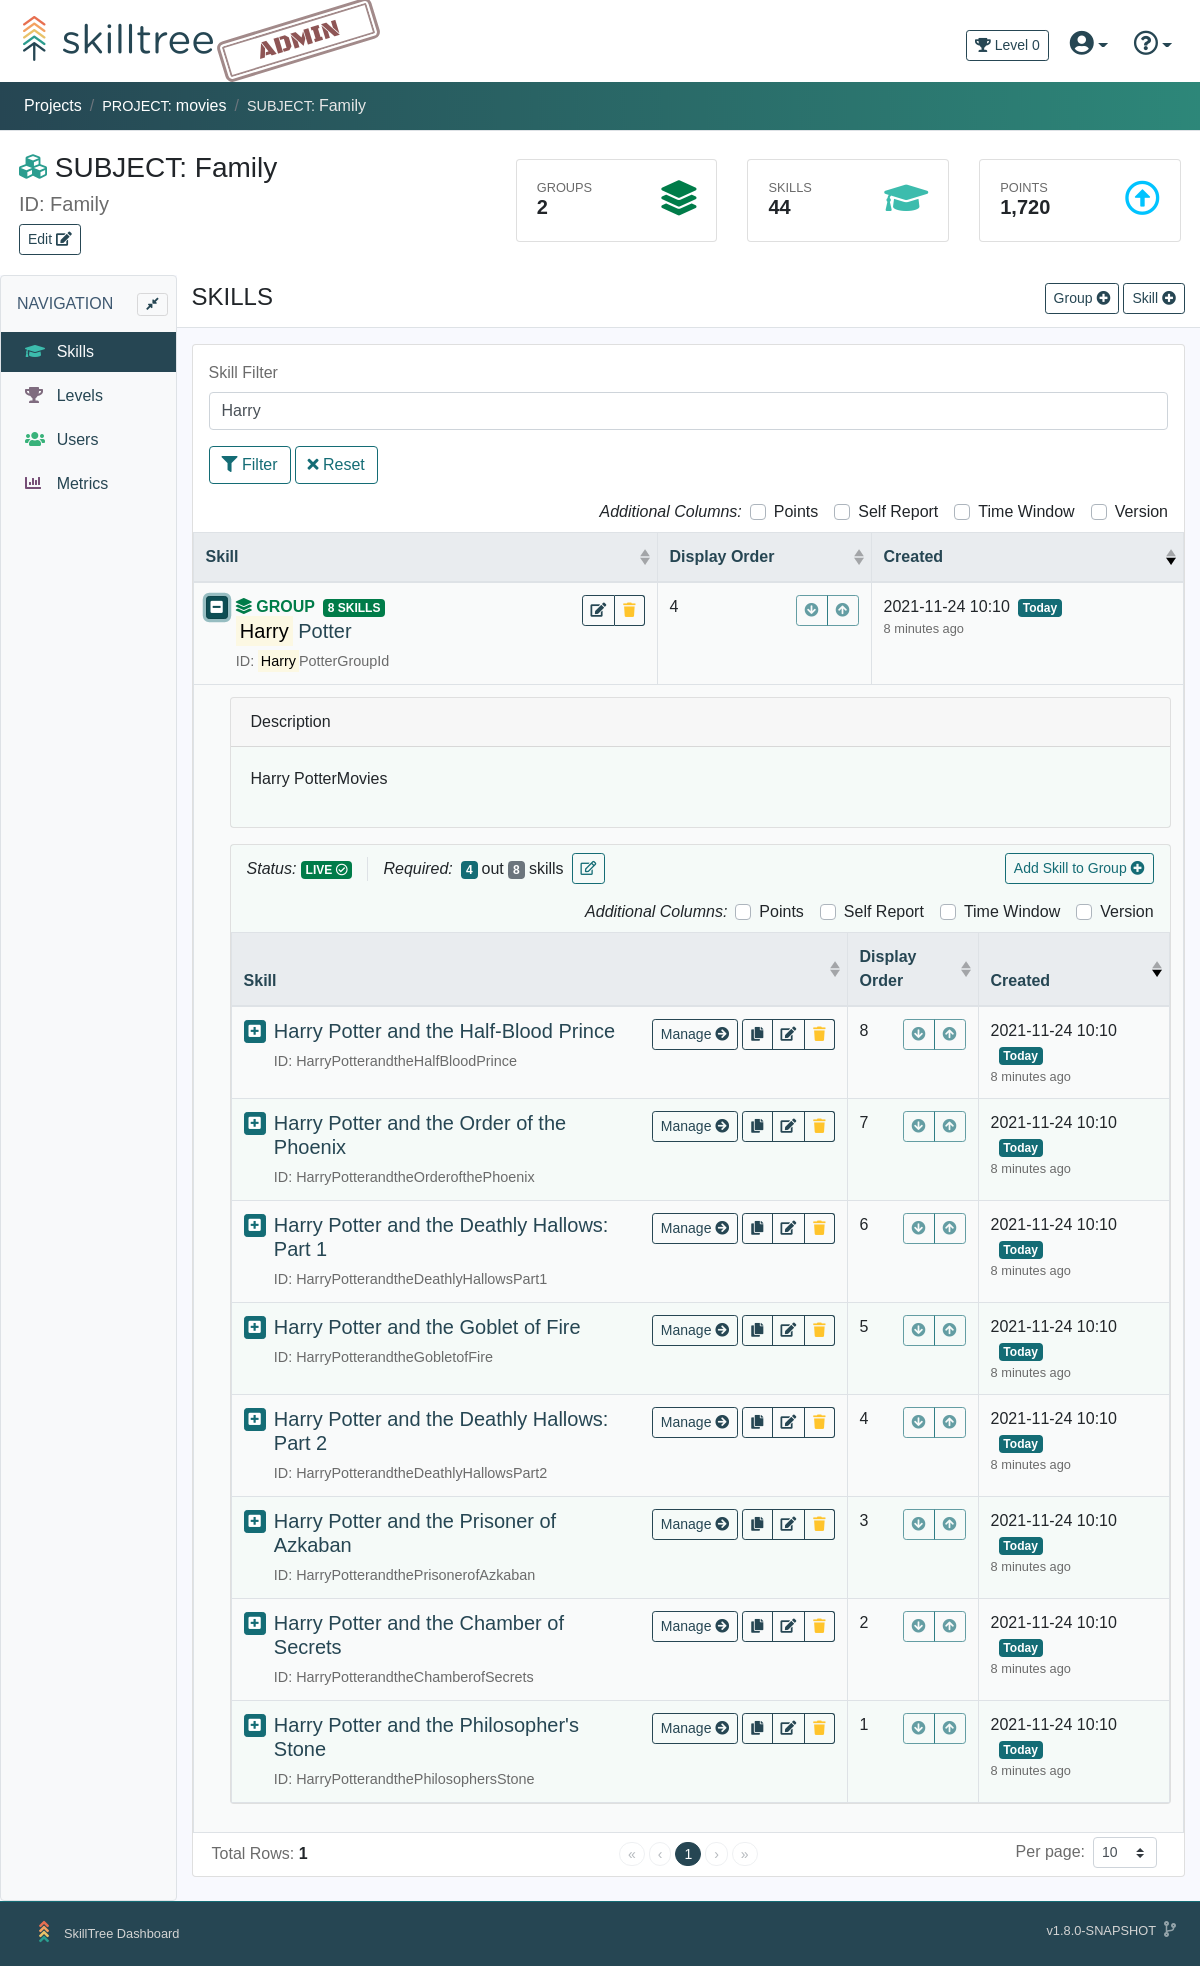 skilltree ADMIN
Level 0
Projects / PROJECT: movies / SUBJECT: Family
SUBJECT: Family
ID: Family
Edit
GROUPS
2
SKILLS
44
POINTS
1,720
NAVIGATION
Skills
Levels
Users
Metrics
SKILLS
Group
Skill
Skill Filter
Harry
Filter Reset
Additional Columns: Points Self Report Time Window Version
Skill Display Order Created
GROUP 8 SKILLS 4 2021-11-24 10:10 Today
Harry Potter 8 minutes ago
ID: HarryPotterGroupId
Description
Harry PotterMovies
Status: LIVE Required: 4 out 8 skills Add Skill to Group
Additional Columns: Points Self Report Time Window Version
Skill Display Order Created
Harry Potter and the Half-Blood Prince Manage 8 2021-11-24 10:10
Today
ID: HarryPotterandtheHalfBloodPrince 8 minutes ago
Harry Potter and the Order of the Manage 7 2021-11-24 10:10
Phoenix Today
ID: HarryPotterandtheOrderofthePhoenix 8 minutes ago
Harry Potter and the Deathly Hallows: Manage 6 2021-11-24 10:10
Part 1 Today
ID: HarryPotterandtheDeathlyHallowsPart1 8 minutes ago
Harry Potter and the Goblet of Fire Manage 5 2021-11-24 10:10
Today
ID: HarryPotterandtheGobletofFire 8 minutes ago
Harry Potter and the Deathly Hallows: Manage 4 2021-11-24 10:10
Part 2 Today
ID: HarryPotterandtheDeathlyHallowsPart2 8 minutes ago
Harry Potter and the Prisoner of Manage 3 2021-11-24 10:10
Azkaban Today
ID: HarryPotterandthePrisonerofAzkaban 8 minutes ago
Harry Potter and the Chamber of Manage 2 2021-11-24 10:10
Secrets Today
ID: HarryPotterandtheChamberofSecrets 8 minutes ago
Harry Potter and the Philosopher's Manage 1 2021-11-24 10:10
Stone Today
ID: HarryPotterandthePhilosophersStone 8 minutes ago
Total Rows: 1 « ‹ 1 › » Per page: 10
SkillTree Dashboard v1.8.0-SNAPSHOT